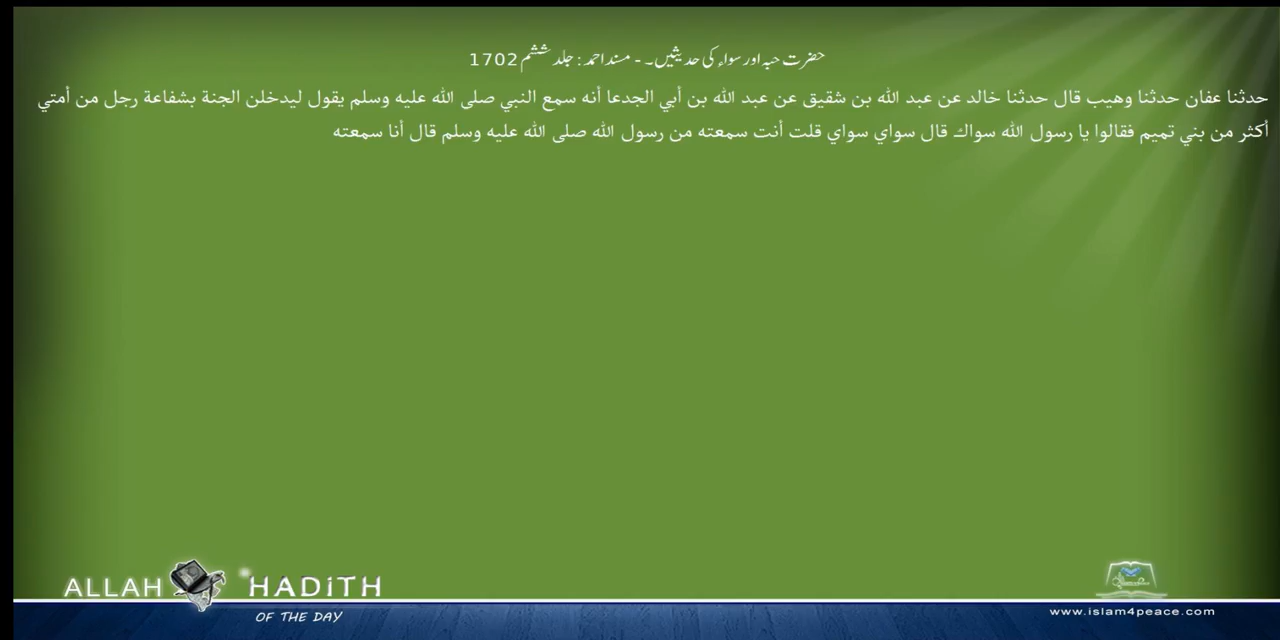 حضرت حبہ اور سواء کی حدیثیں۔ - مسند احمد : جلد ششم 1702
حدثنا عفان حدثنا وهيب قال حدثنا خالد عن عبد الله بن شقيق عن عبد الله بن أبي الجدعا أنه سمع النبي صلى الله عليه وسلم يقول ليدخلن الجنة بشفاعة رجل من أمتي
أكثر من بني تميم فقالوا يا رسول الله سواك قال سواي سواي قلت أنت سمعته من رسول الله صلى الله عليه وسلم قال أنا سمعته
ALLAH HADITH
OF THE DAY
www.islam4peace.com